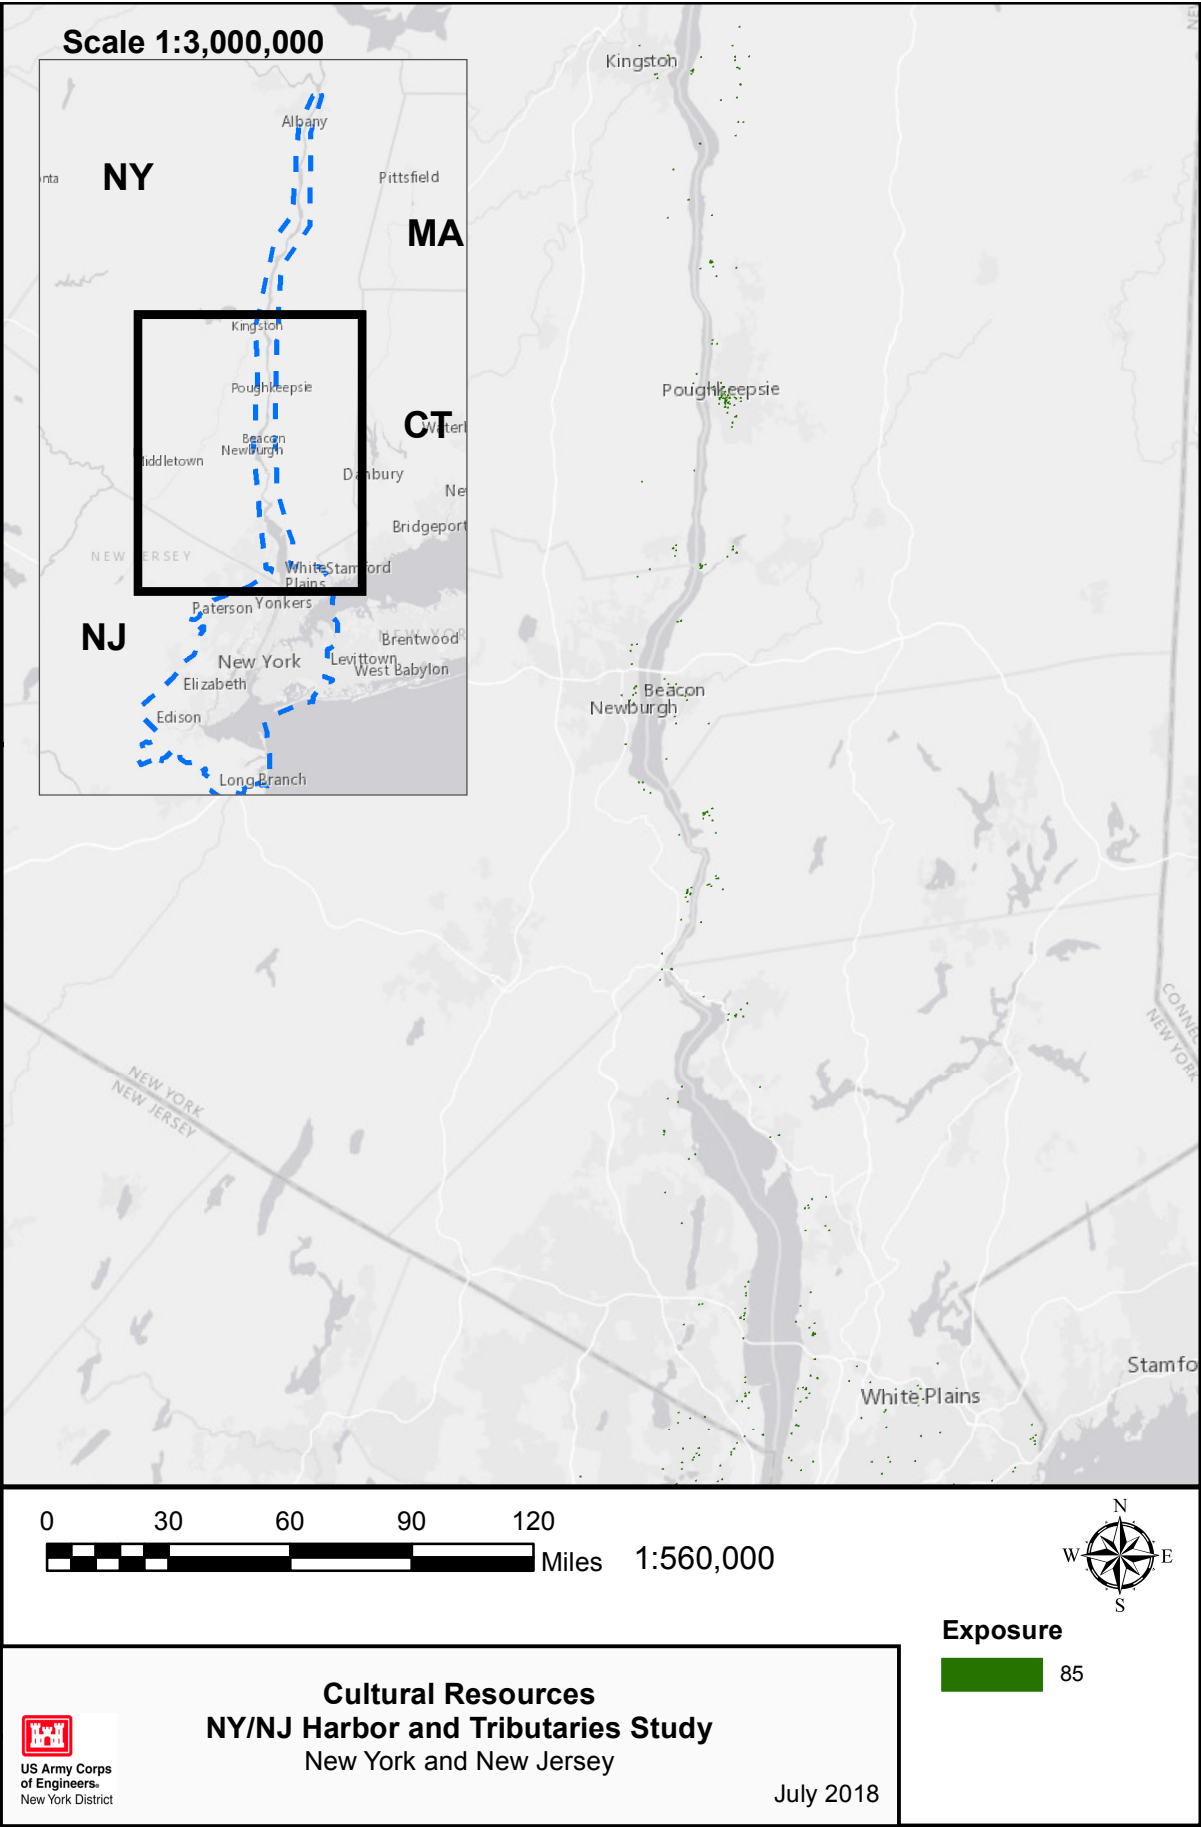 Scale 1:3,000,000
Albany
NY
Pittsfield
MA
Kingston
Poughkeepsie
CT
Beacon
Newburgh
Danbury
Bridgeport
NEW JERSEY
White
Stamford
Plains
Paterson
Yonkers
NJ
Brentwood
New York
Levittown
West Babylon
Elizabeth
Edison
Long Branch
Kingston
Poughkeepsie
Beacon
Newburgh
NEW YORK
NEW JERSEY
NEW YORK
Stamfo
White Plains
0 30 60 90 120
Miles 1:560,000
N
W E
S
Exposure
85
Cultural Resources
NY/NJ Harbor and Tributaries Study
New York and New Jersey
July 2018
US Army Corps
of Engineers®
New York District